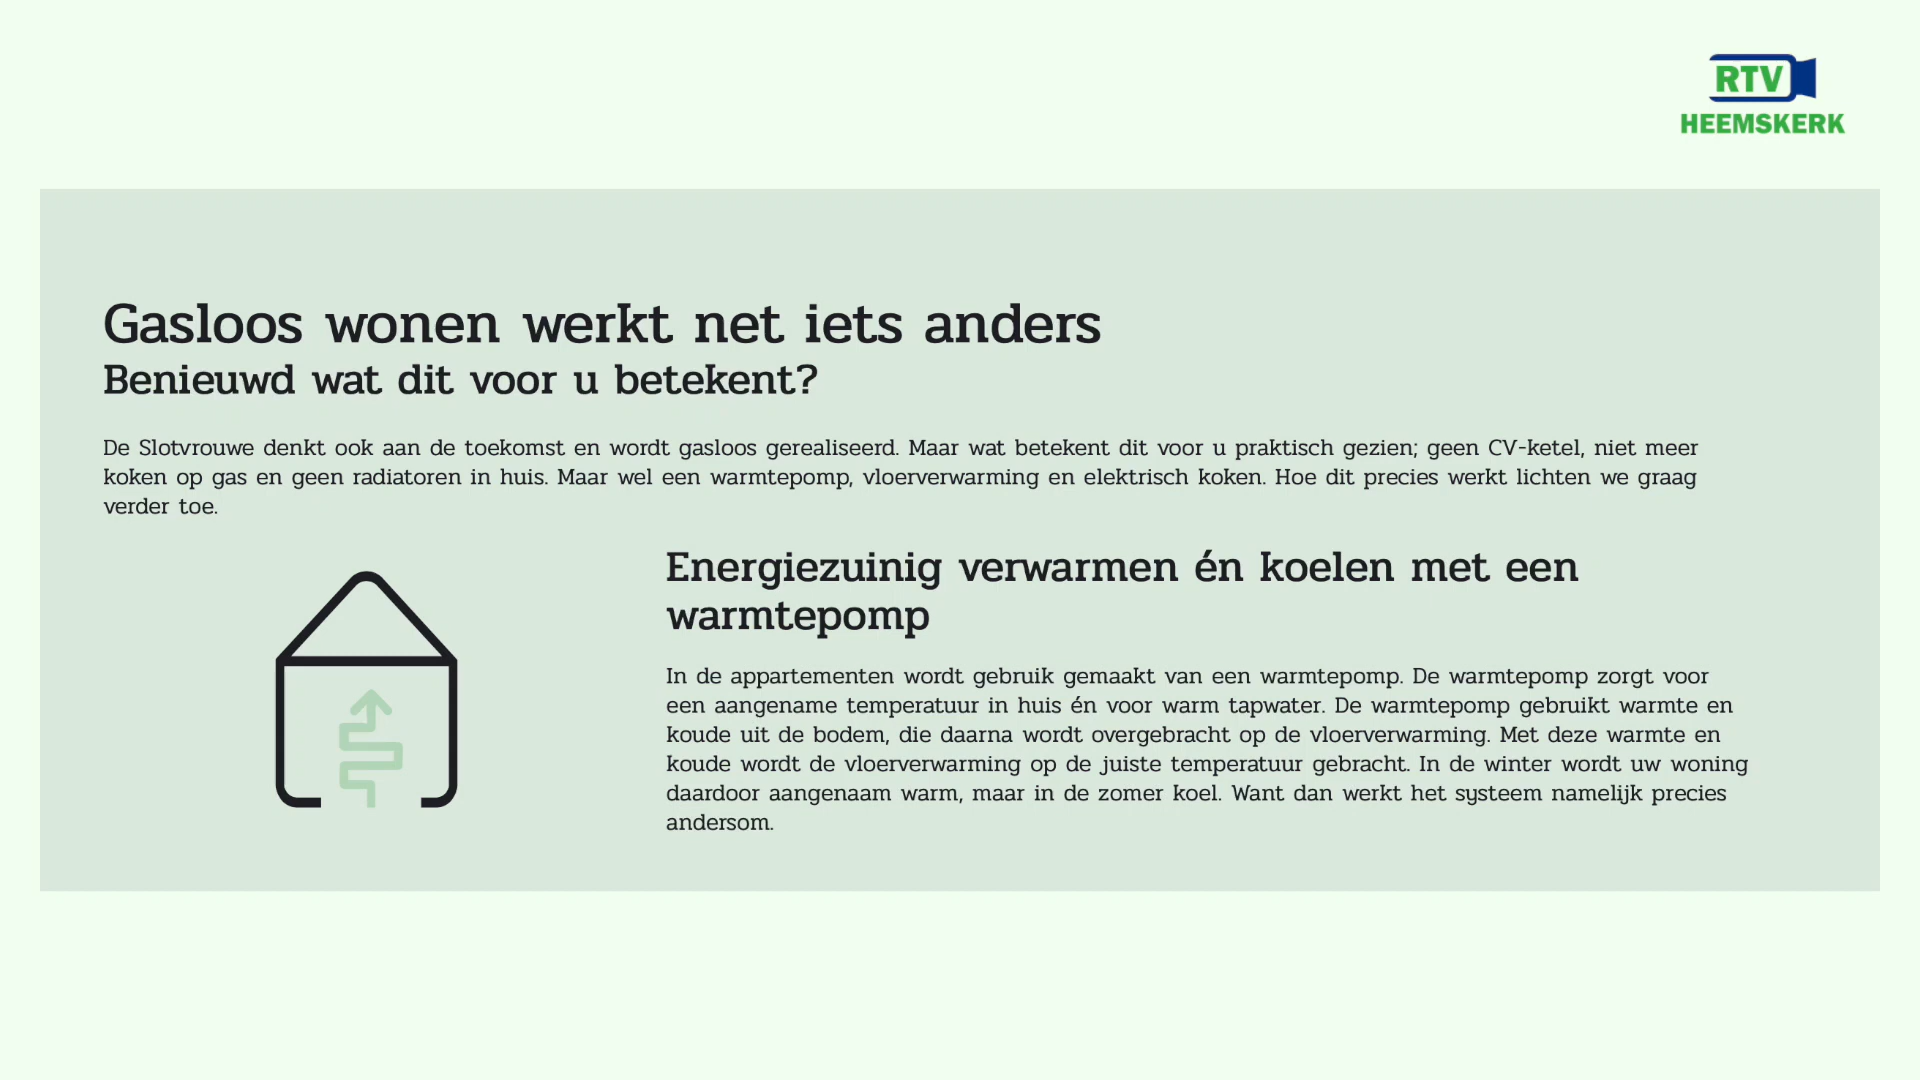 RTV
HEEMSKERK
Gasloos wonen werkt net iets anders
Benieuwd wat dit voor u betekent?
De Slotvrouwe denkt ook aan de toekomst en wordt gasloos gerealiseerd. Maar wat betekent dit voor u praktisch gezien; geen CV-ketel, niet meer
koken op gas en geen radiatoren in huis. Maar wel een warmtepomp, vloerverwarming en elektrisch koken. Hoe dit precies werkt lichten we graag
verder toe.
Energiezuinig verwarmen én koelen met een
warmtepomp
In de appartementen wordt gebruik gemaakt van een warmtepomp. De warmtepomp zorgt voor
een aangename temperatuur in huis én voor warm tapwater. De warmtepomp gebruikt warmte en
koude uit de bodem, die daarna wordt overgebracht op de vloerverwarming. Met deze warmte en
koude wordt de vloerverwarming op de juiste temperatuur gebracht. In de winter wordt uw woning
daardoor aangenaam warm, maar in de zomer koel. Want dan werkt het systeem namelijk precies
andersom.